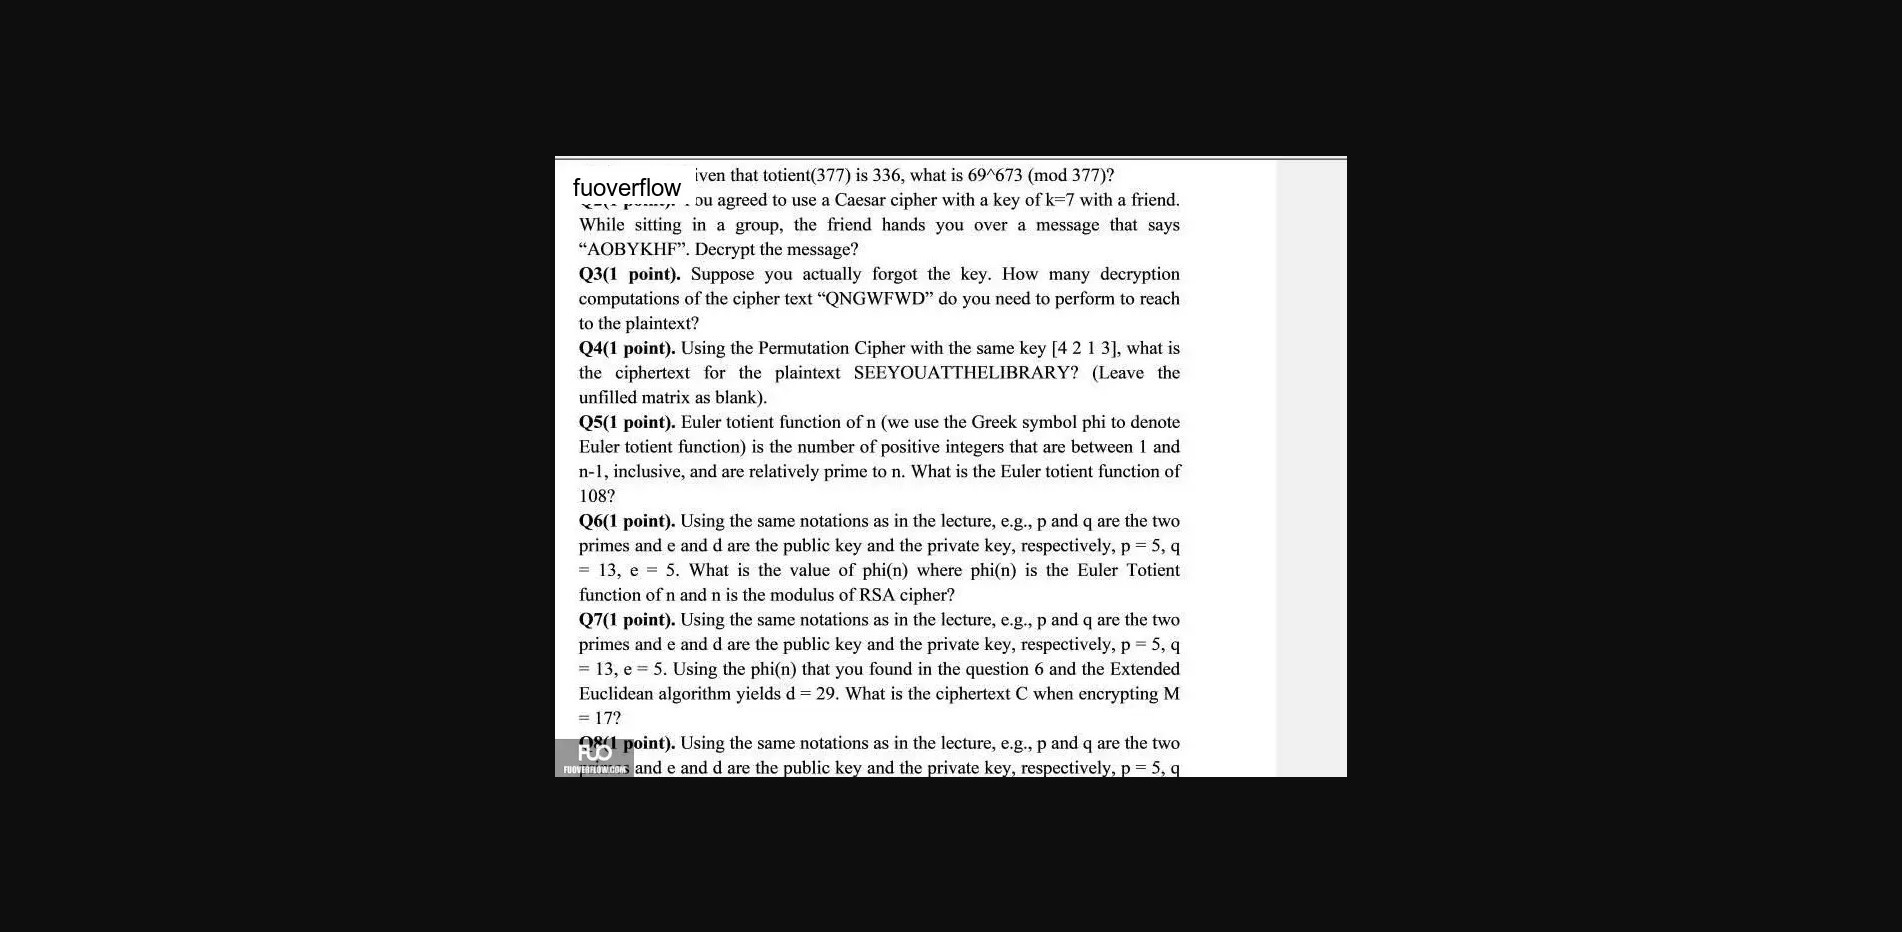 fuoverflow
iven that totient(377) is 336, what is 69^673 (mod 377)?
ou agreed to use a Caesar cipher with a key of k=7 with a friend.
While sitting in a group, the friend hands you over a message that says
“AOBYKHF”. Decrypt the message?
Q3(1 point). Suppose you actually forgot the key. How many decryption
computations of the cipher text “QNGWFWD” do you need to perform to reach
to the plaintext?
Q4(1 point). Using the Permutation Cipher with the same key [4 2 1 3], what is
the ciphertext for the plaintext SEEYOUATTHELIBRARY? (Leave the
unfilled matrix as blank).
Q5(1 point). Euler totient function of n (we use the Greek symbol phi to denote
Euler totient function) is the number of positive integers that are between 1 and
n-1, inclusive, and are relatively prime to n. What is the Euler totient function of
108?
Q6(1 point). Using the same notations as in the lecture, e.g., p and q are the two
primes and e and d are the public key and the private key, respectively, p = 5, q
= 13, e = 5. What is the value of phi(n) where phi(n) is the Euler Totient
function of n and n is the modulus of RSA cipher?
Q7(1 point). Using the same notations as in the lecture, e.g., p and q are the two
primes and e and d are the public key and the private key, respectively, p = 5, q
= 13, e = 5. Using the phi(n) that you found in the question 6 and the Extended
Euclidean algorithm yields d = 29. What is the ciphertext C when encrypting M
= 17?
Q8(1 point). Using the same notations as in the lecture, e.g., p and q are the two
and e and d are the public key and the private key, respectively, p = 5, q
FUO
FUOVERFLOW.COM